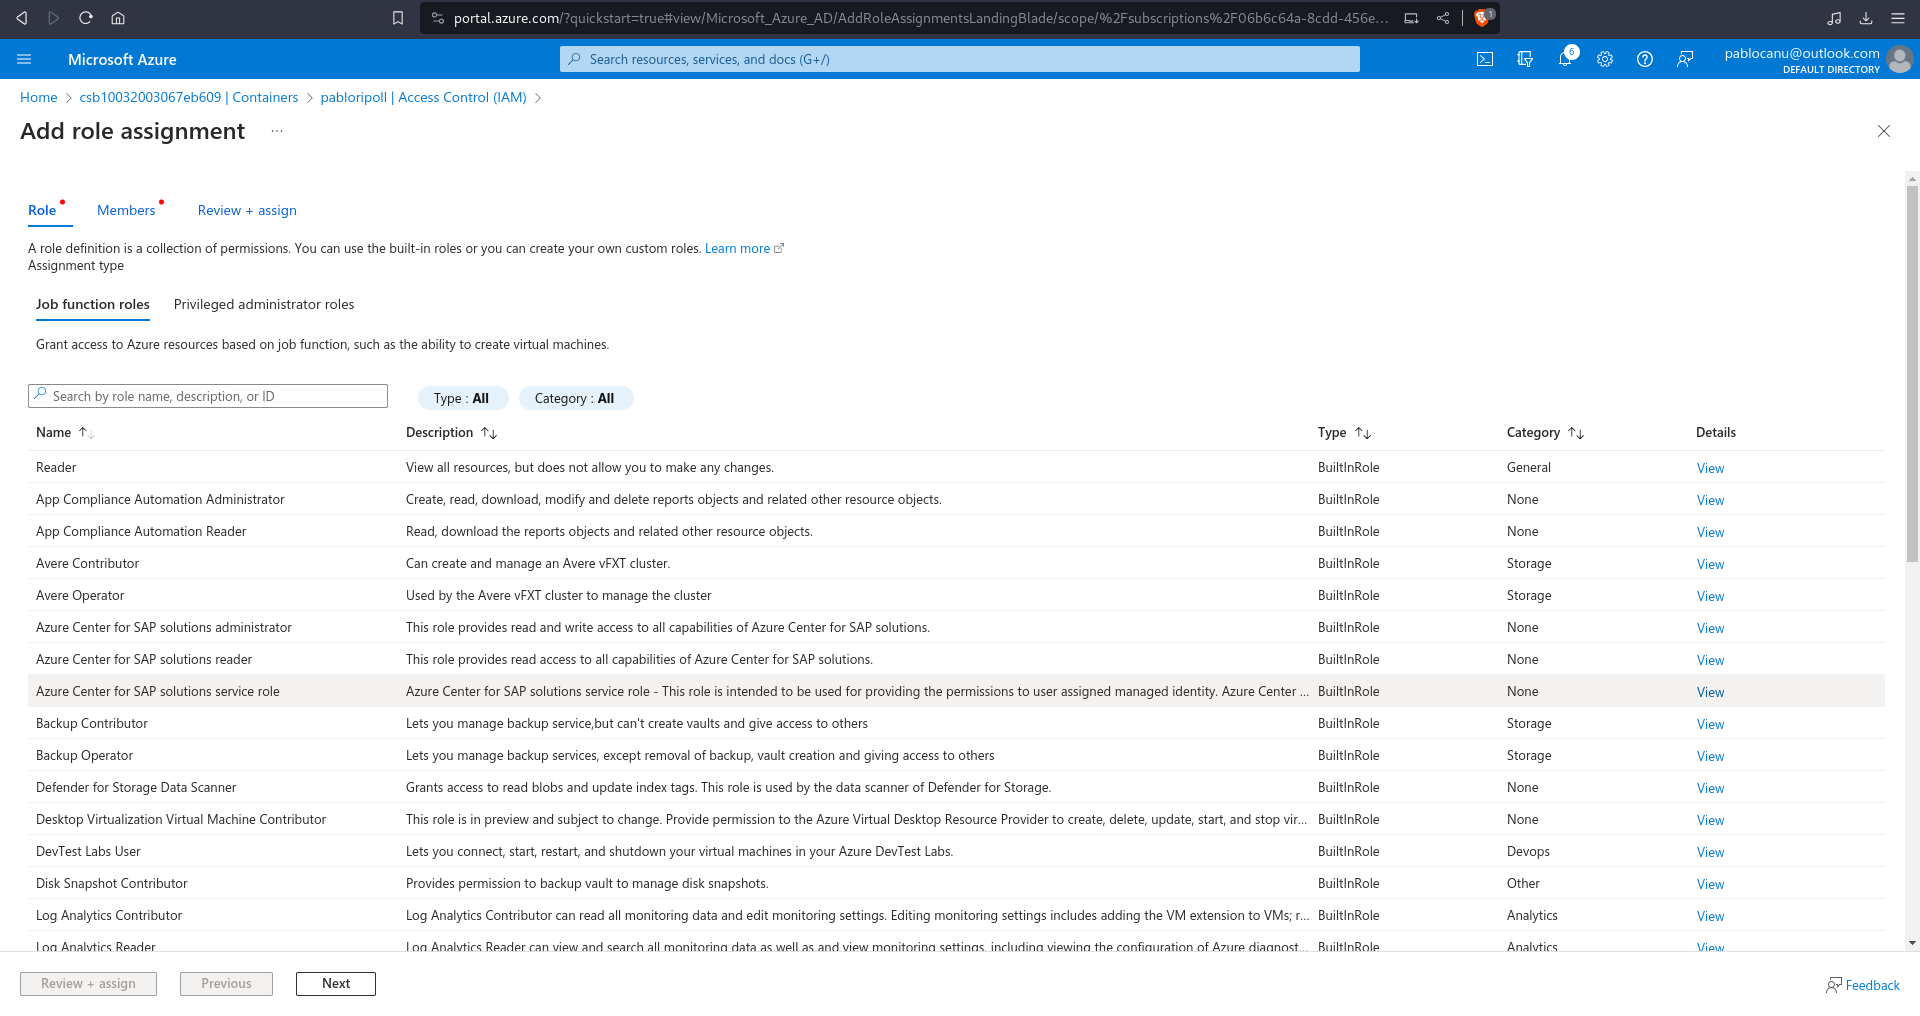 portal.azure.com/?quickstart=true#view/Microsoft_Azure_AD/AddRoleAssignmentsLandingBlade/scope/%2Fsubscriptions%2F06b6c64a-8cdd-456e...
1
Microsoft Azure
Search resources, services, and docs (G+/)
6
pablocanu@outlook.com
DEFAULT DIRECTORY
Home > csb10032003067eb609 | Containers > pabloripoll | Access Control (IAM) >
Add role assignment ...
Role Members Review + assign
A role definition is a collection of permissions. You can use the built-in roles or you can create your own custom roles. Learn more
Assignment type
Job function roles Privileged administrator roles
Grant access to Azure resources based on job function, such as the ability to create virtual machines.
Search by role name, description, or ID Type : All Category : All
Name Description Type Category Details
Reader View all resources, but does not allow you to make any changes. BuiltInRole General View
App Compliance Automation Administrator Create, read, download, modify and delete reports objects and related other resource objects. BuiltInRole None View
App Compliance Automation Reader Read, download the reports objects and related other resource objects. BuiltInRole None View
Avere Contributor Can create and manage an Avere vFXT cluster. BuiltInRole Storage View
Avere Operator Used by the Avere vFXT cluster to manage the cluster BuiltInRole Storage View
Azure Center for SAP solutions administrator This role provides read and write access to all capabilities of Azure Center for SAP solutions. BuiltInRole None View
Azure Center for SAP solutions reader This role provides read access to all capabilities of Azure Center for SAP solutions. BuiltInRole None View
Azure Center for SAP solutions service role Azure Center for SAP solutions service role - This role is intended to be used for providing the permissions to user assigned managed identity. Azure Center ... BuiltInRole None View
Backup Contributor Lets you manage backup service,but can't create vaults and give access to others BuiltInRole Storage View
Backup Operator Lets you manage backup services, except removal of backup, vault creation and giving access to others BuiltInRole Storage View
Defender for Storage Data Scanner Grants access to read blobs and update index tags. This role is used by the data scanner of Defender for Storage. BuiltInRole None View
Desktop Virtualization Virtual Machine Contributor This role is in preview and subject to change. Provide permission to the Azure Virtual Desktop Resource Provider to create, delete, update, start, and stop vir... BuiltInRole None View
DevTest Labs User Lets you connect, start, restart, and shutdown your virtual machines in your Azure DevTest Labs. BuiltInRole Devops View
Disk Snapshot Contributor Provides permission to backup vault to manage disk snapshots. BuiltInRole Other View
Log Analytics Contributor Log Analytics Contributor can read all monitoring data and edit monitoring settings. Editing monitoring settings includes adding the VM extension to VMs; r... BuiltInRole Analytics View
Log Analytics Reader Log Analytics Reader can view and search all monitoring data as well as and view monitoring settings, including viewing the configuration of Azure diagnost... BuiltInRole Analytics View
Review + assign Previous Next Feedback